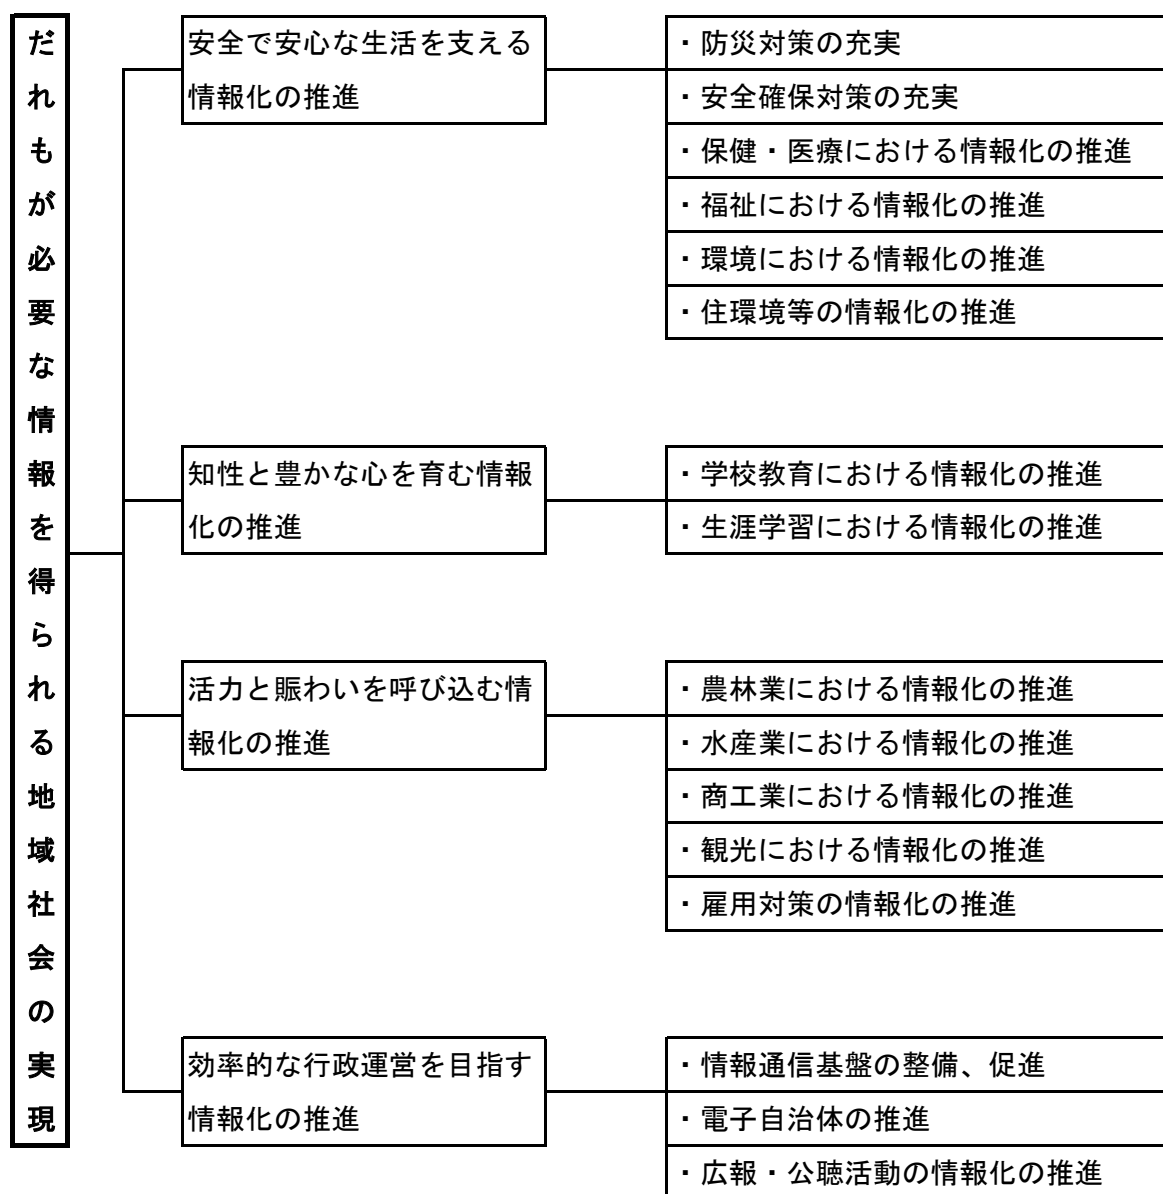 だれもが必要な情報を得られる地域社会の実現
安全で安心な生活を支える
情報化の推進
・防災対策の充実
・安全確保対策の充実
・保健・医療における情報化の推進
・福祉における情報化の推進
・環境における情報化の推進
・住環境等の情報化の推進
知性と豊かな心を育む情報
化の推進
・学校教育における情報化の推進
・生涯学習における情報化の推進
活力と賑わいを呼び込む情
報化の推進
・農林業における情報化の推進
・水産業における情報化の推進
・商工業における情報化の推進
・観光における情報化の推進
・雇用対策の情報化の推進
効率的な行政運営を目指す
情報化の推進
・情報通信基盤の整備、促進
・電子自治体の推進
・広報・公聴活動の情報化の推進